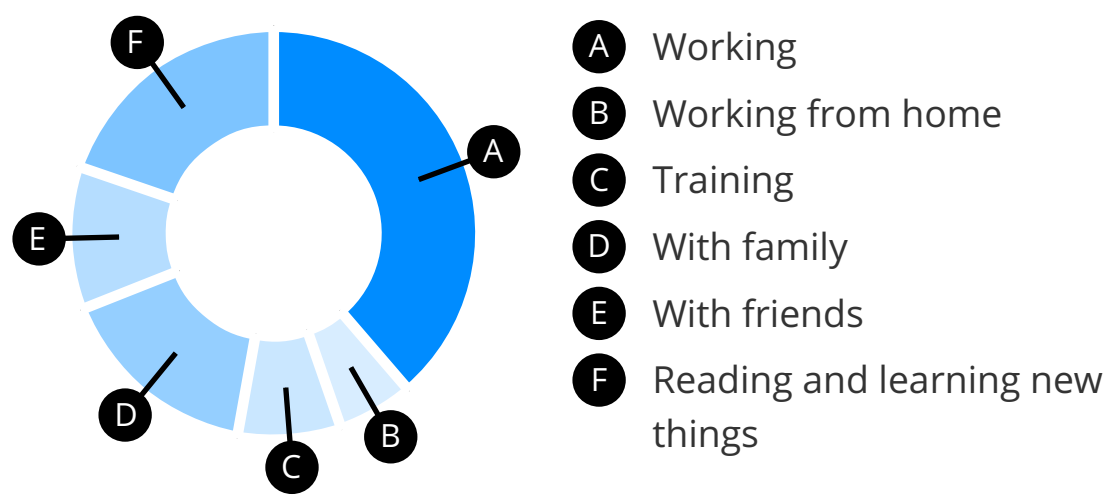 F
A
E
D
C
B
A Working
B Working from home
C Training
D With family
E With friends
F Reading and learning new
things